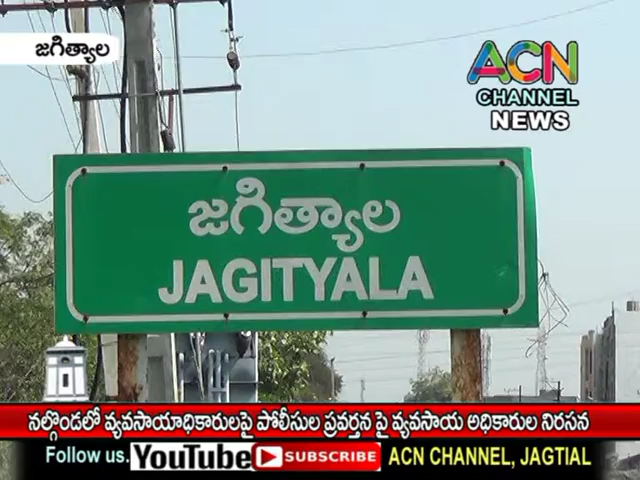 జగిత్యాల
ACN
CHANNEL
NEWS
జగిత్యాల
JAGITYALA
నల్గొండలో వ్యవసాయాధికారులపై పోలీసుల ప్రవర్తన పై వ్యవసాయ అధికారుల నిరసన
Follow us. YouTube SUBSCRIBE ACN CHANNEL, JAGTIAL